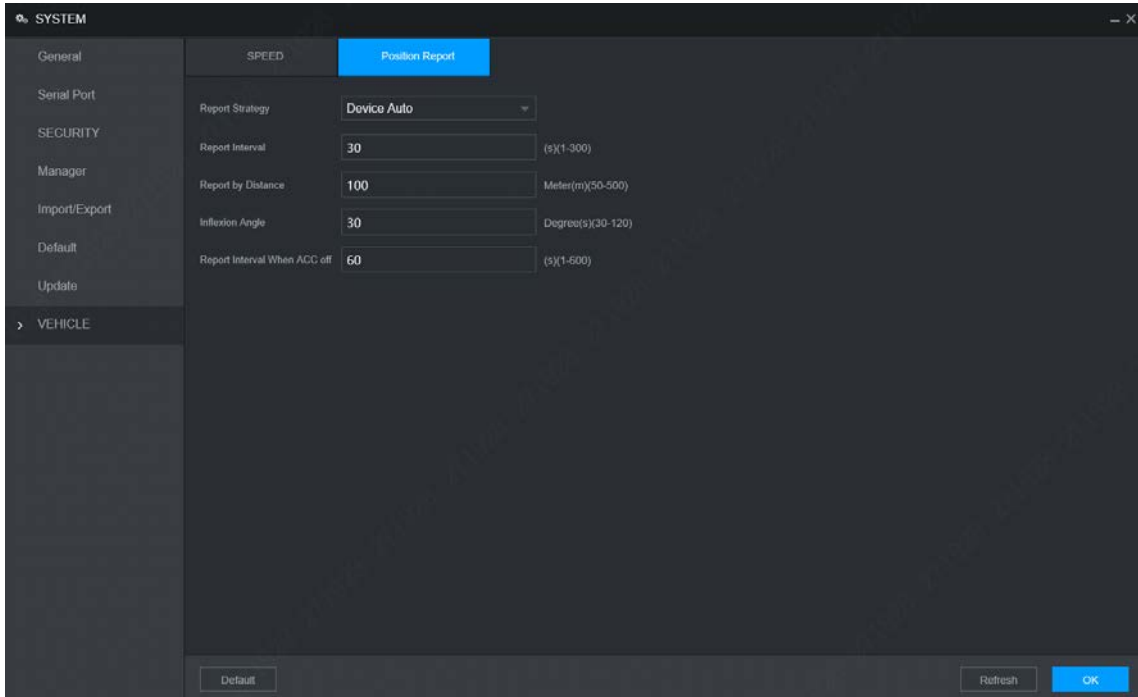 SYSTEM
General
Serial Port
SECURITY
Manager
Import/Export
Default
Update
VEHICLE
SPEED Position Report
Report Strategy Device Auto
Report Interval 30 (s)(1-300)
Report by Distance 100 Meter(m)(50-500)
Inflexion Angle 30 Degree(s)(30-120)
Report Interval When ACC off 60 (s)(1-600)
Default Refresh OK